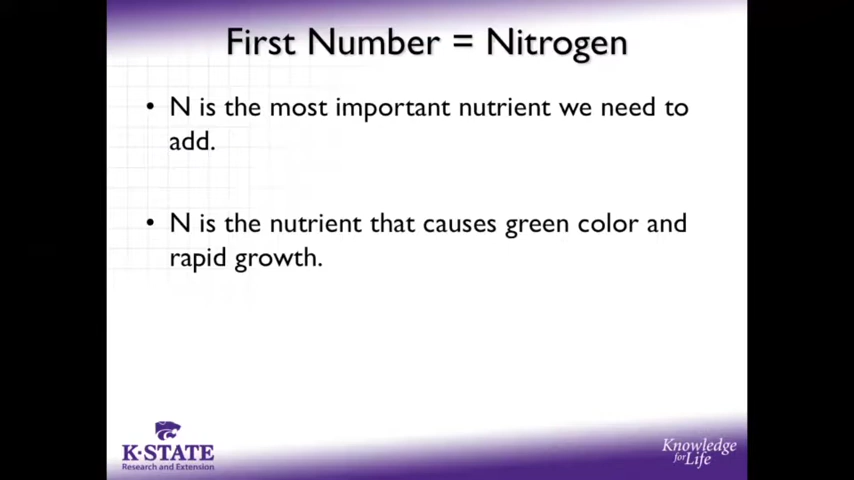 First Number = Nitrogen
• N is the most important nutrient we need to
add.
• N is the nutrient that causes green color and
rapid growth.
K-STATE
Research and Extension
Knowledge
for Life